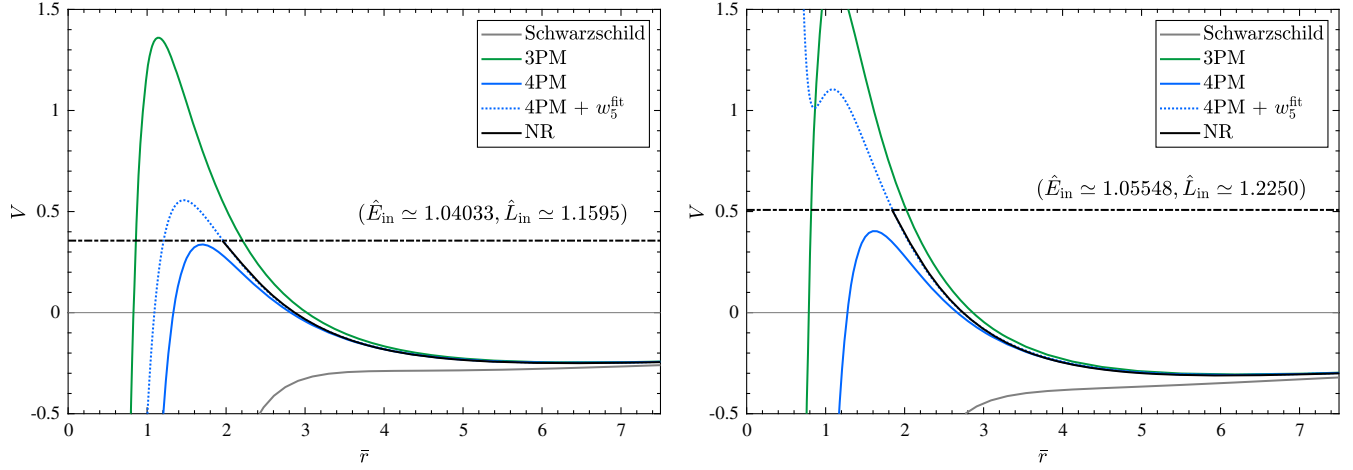 1.5
1
0.5
0
-0.5
V
Schwarzschild
3PM
4PM
4PM + w₅^fit
NR
(Ê_in ≃ 1.04033, L̂_in ≃ 1.1595)
0 1 2 3 4 5 6 7
r̄
1.5
1
0.5
0
-0.5
V
Schwarzschild
3PM
4PM
4PM + w₅^fit
NR
(Ê_in ≃ 1.05548, L̂_in ≃ 1.2250)
0 1 2 3 4 5 6 7
r̄